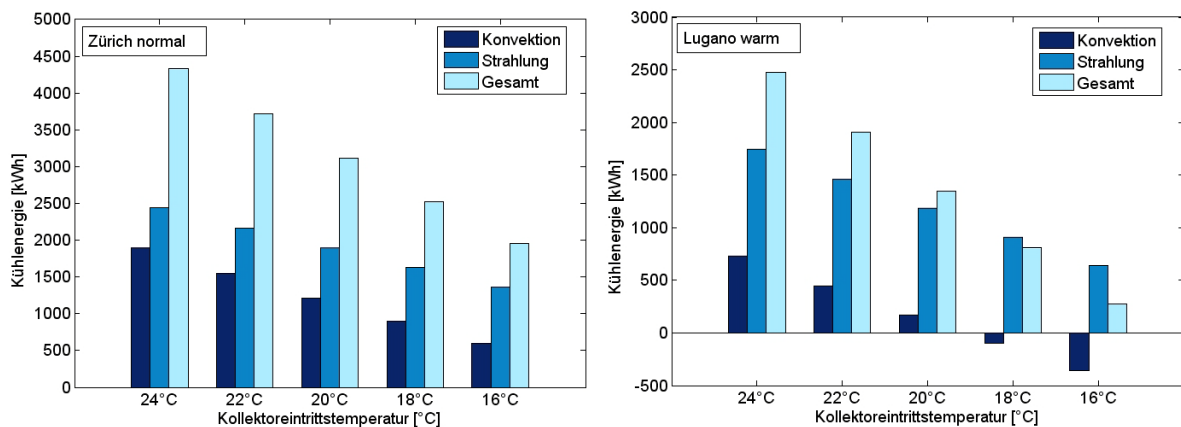 Zürich normal
Konvektion
Strahlung
Gesamt
5000
4500
4000
3500
3000
2500
2000
1500
1000
500
0
Kühlenergie [kWh]
24°C 22°C 20°C 18°C 16°C
Kollektoreintrittstemperatur [°C]
Lugano warm
Konvektion
Strahlung
Gesamt
3000
2500
2000
1500
1000
500
0
-500
Kühlenergie [kWh]
24°C 22°C 20°C 18°C 16°C
Kollektoreintrittstemperatur [°C]